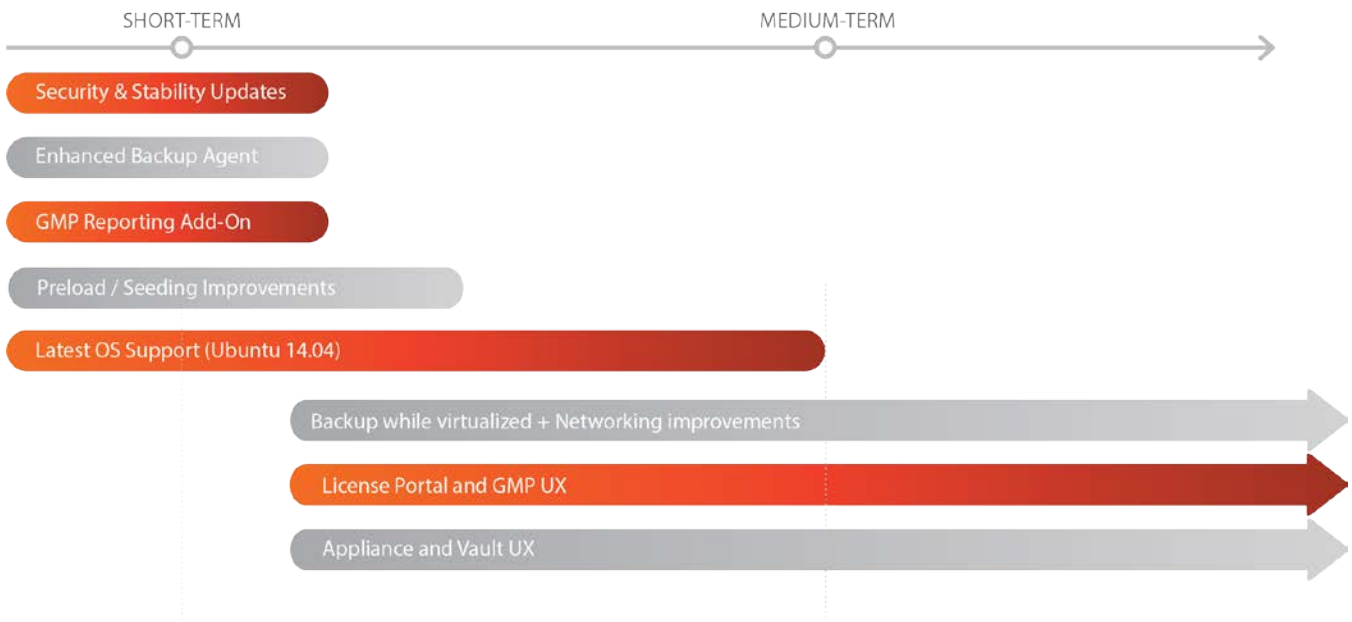 SHORT-TERM MEDIUM-TERM
Security & Stability Updates
Enhanced Backup Agent
GMP Reporting Add-On
Preload / Seeding Improvements
Latest OS Support (Ubuntu 14.04)
Backup while virtualized + Networking improvements
License Portal and GMP UX
Appliance and Vault UX